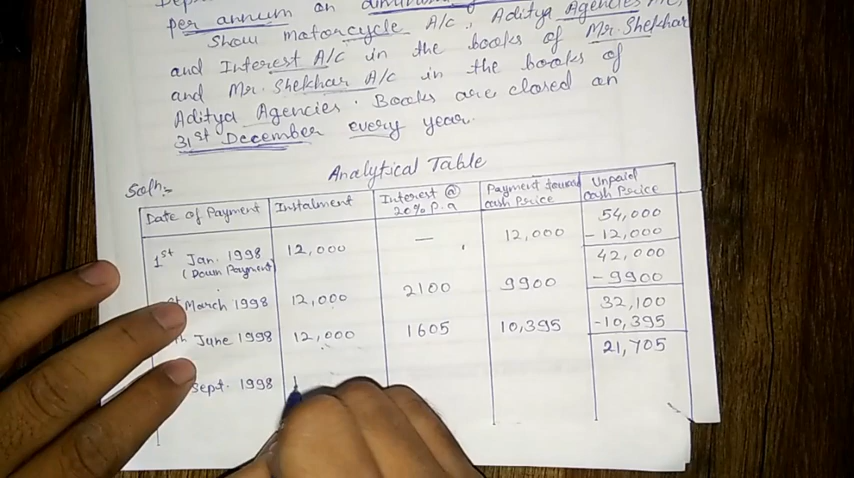 per annum on
Show motorcycle A/c, Aditya Agencies A/c,
and Interest A/c in the books of Mr. Shekhar
and Mr. Shekhar A/c in the books of
Aditya Agencies. Books are closed on
31st December every year.
Soln:-
Analytical Table
Date of Payment Instalment Interest @ 20% p.a Payment toward cash Price Unpaid cash Price
54,000
1st Jan. 1998 12,000 — 12,000 - 12,000
(Down Payment) 42,000
March 1998 12,000 2100 9900 - 9900
32,100
June 1998 12,000 1605 10,395 -10,395
21,705
Sept. 1998